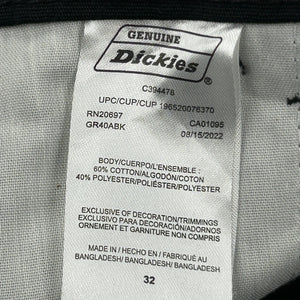 GENUINE
Dickies
C394476
UPC/CUP/CUP 196520076370
RN20697 CA01095
GR40ABK 08/15/2022
BODY/CUERPO/L'ENSEMBLE :
60% COTTON/ALGODÓN/COTON
40% POLYESTER/POLIÉSTER/POLYESTER
EXCLUSIVE OF DECORATION/TRIMMINGS
EXCLUSIVO PARA DECORACIÓN/ADORNOS
ORNEMENT ET GARNITURE NON COMPRIS
MADE IN / HECHO EN / FABRIQUÉ AU
BANGLADESH/ BANGLADESH/ BANGLADESH
32